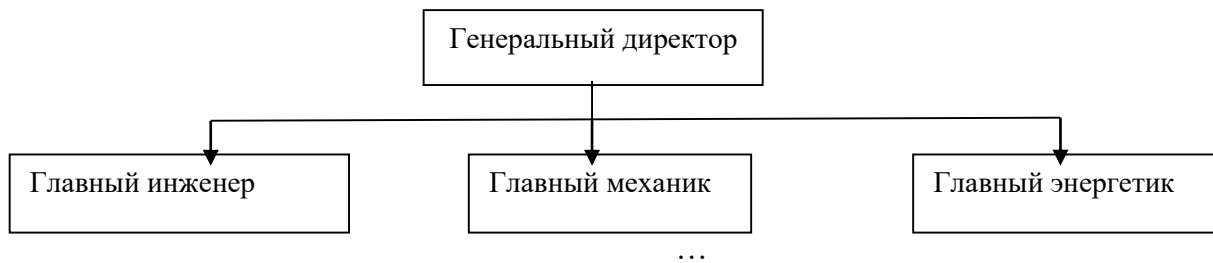 Генеральный директор
Главный инженер
Главный механик
Главный энергетик
…